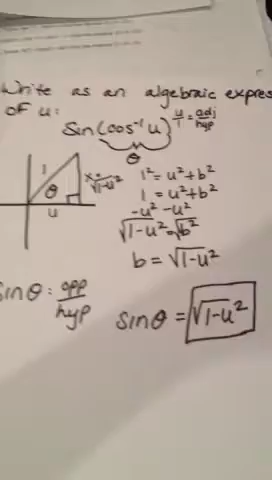 Write as an algebraic expres
of u:
sin(cos⁻¹u) u/1 = adj/hyp
θ
1 x = √1-u²
θ
u
1² = u² + b²
1 = u² + b²
-u² -u²
√1-u² = √b²
b = √1-u²
sinθ: opp/hyp
sinθ = √1-u²